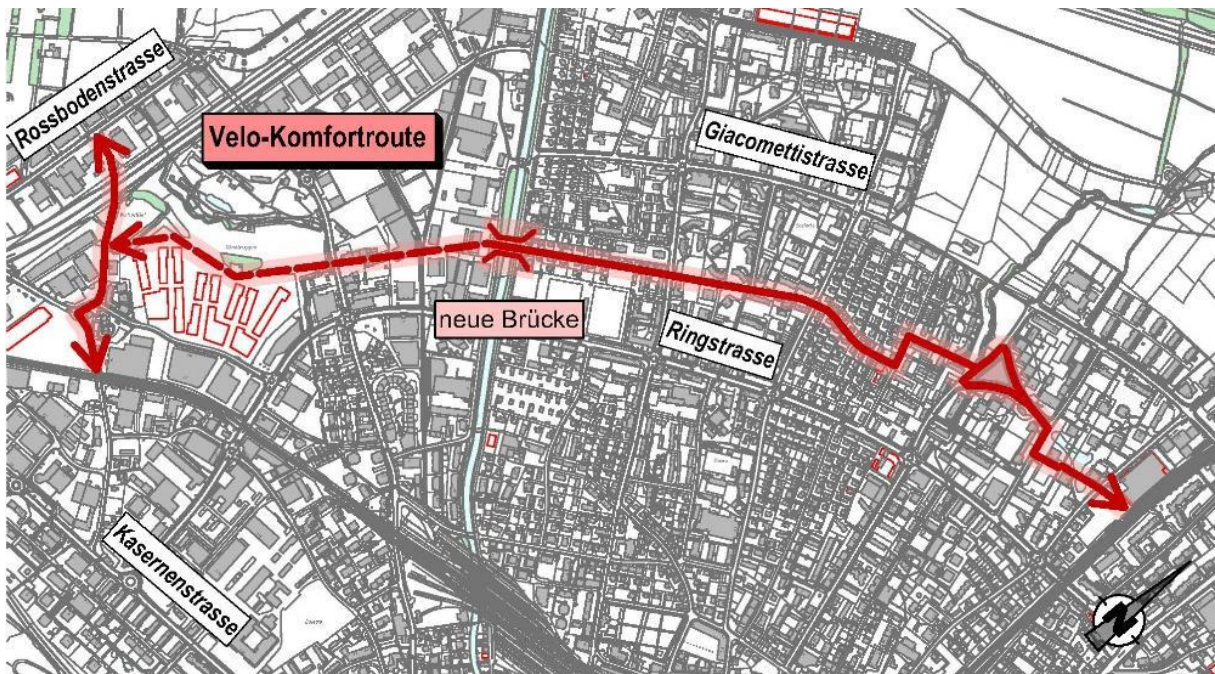 Rossbodenstrasse
Velo-Komfortroute
Giacomettistrasse
neue Brücke
Ringstrasse
Kasernenstrasse